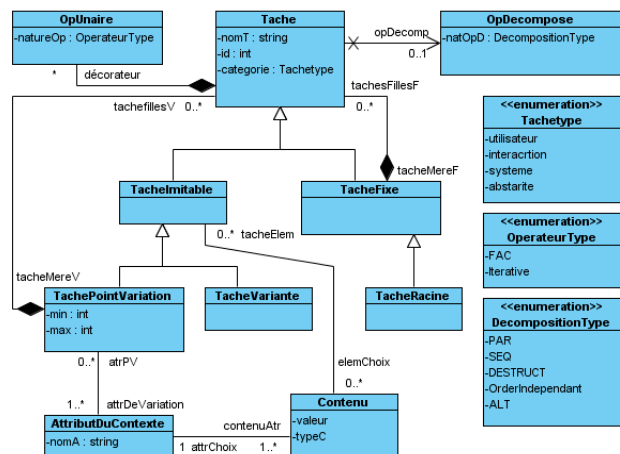 OpUnaire
-natureOp : OperateurType
Tache
-nomT : string
-id : int
-categorie : Tachetype
OpDecompose
-natOpD : DecompositionType
opDecomp
0..1
*
décorateur
tachefillesV
0..*
tachesFillesF
0..*
<<enumeration>>
Tachetype
-utilisateur
-interacrtion
-systeme
-abstarite
tacheMereF
TacheImitable
TacheFixe
0..*
tacheElem
<<enumeration>>
OperateurType
-FAC
-Iterative
tacheMereV
TachePointVariation
-min : int
-max : int
TacheVariante
TacheRacine
<<enumeration>>
DecompositionType
-PAR
-SEQ
-DESTRUCT
-OrderIndependant
-ALT
0..*
atrPV
elemChoix
0..*
1..*
attrDeVariation
AttributDuContexte
-nomA : string
contenuAtr
1
attrChoix
1..*
Contenu
-valeur
-typeC